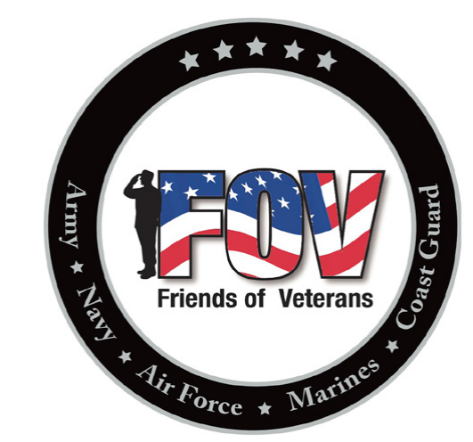 FOV
Friends of Veterans
Army ★ Navy ★ Air Force ★ Marines ★ Coast Guard